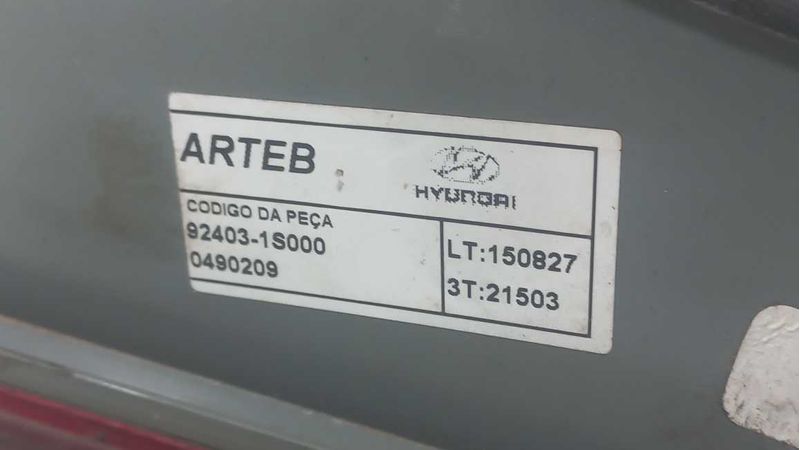 ARTEB
HYUNDAI
CODIGO DA PEÇA
92403-1S000
0490209
LT:150827
3T:21503